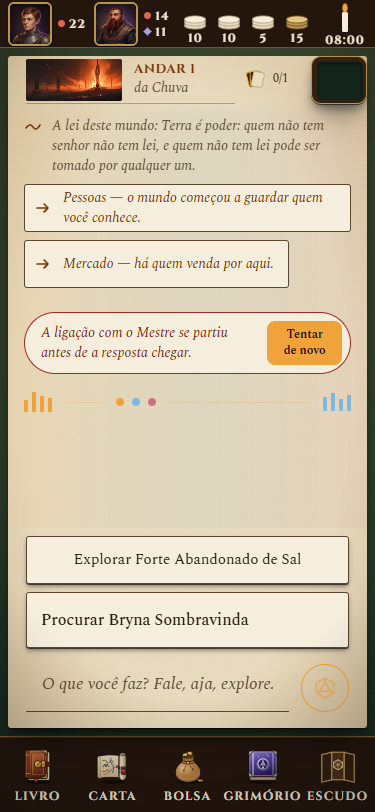 22
14
11
10
10
5
15
08:00
ANDAR I
da Chuva
0/1
A lei deste mundo: Terra é poder: quem não tem
senhor não tem lei, e quem não tem lei pode ser
tomado por qualquer um.
Pessoas — o mundo começou a guardar quem
você conhece.
Mercado — há quem venda por aqui.
A ligação com o Mestre se partiu
antes de a resposta chegar.
Tentar
de novo
Explorar Forte Abandonado de Sal
Procurar Bryna Sombravinda
O que você faz? Fale, aja, explore.
LIVRO
CARTA
BOLSA
GRIMÓRIO
ESCUDO